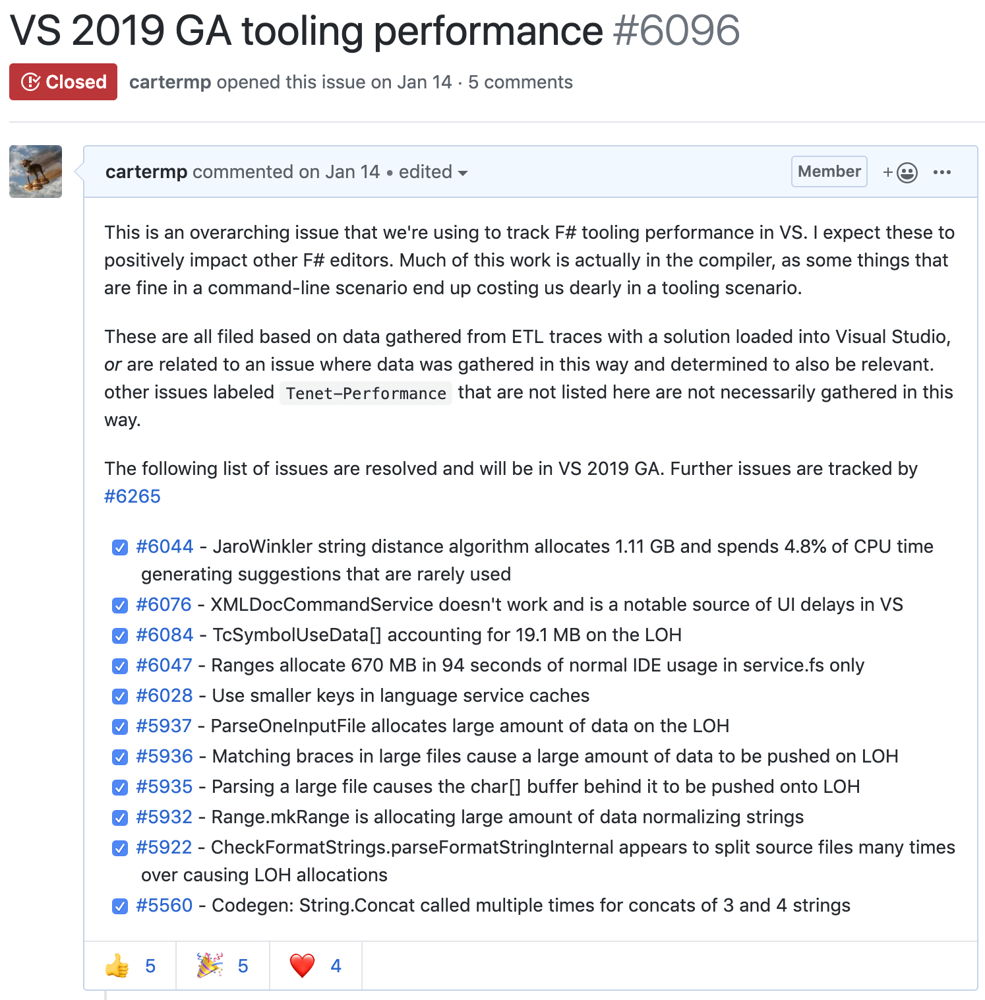 VS 2019 GA tooling performance #6096
Closed cartermp opened this issue on Jan 14 · 5 comments
cartermp commented on Jan 14 • edited Member
This is an overarching issue that we're using to track F# tooling performance in VS. I expect these to
positively impact other F# editors. Much of this work is actually in the compiler, as some things that
are fine in a command-line scenario end up costing us dearly in a tooling scenario.
These are all filed based on data gathered from ETL traces with a solution loaded into Visual Studio,
or are related to an issue where data was gathered in this way and determined to also be relevant.
other issues labeled Tenet-Performance that are not listed here are not necessarily gathered in this
way.
The following list of issues are resolved and will be in VS 2019 GA. Further issues are tracked by
#6265
#6044 - JaroWinkler string distance algorithm allocates 1.11 GB and spends 4.8% of CPU time
generating suggestions that are rarely used
#6076 - XMLDocCommandService doesn't work and is a notable source of UI delays in VS
#6084 - TcSymbolUseData[] accounting for 19.1 MB on the LOH
#6047 - Ranges allocate 670 MB in 94 seconds of normal IDE usage in service.fs only
#6028 - Use smaller keys in language service caches
#5937 - ParseOneInputFile allocates large amount of data on the LOH
#5936 - Matching braces in large files cause a large amount of data to be pushed on LOH
#5935 - Parsing a large file causes the char[] buffer behind it to be pushed onto LOH
#5932 - Range.mkRange is allocating large amount of data normalizing strings
#5922 - CheckFormatStrings.parseFormatStringInternal appears to split source files many times
over causing LOH allocations
#5560 - Codegen: String.Concat called multiple times for concats of 3 and 4 strings
5 5 4